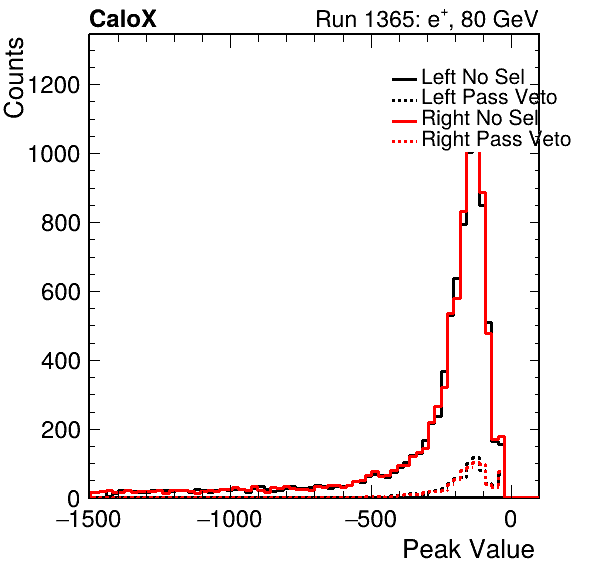 CaloX Run 1365: e⁺, 80 GeV
Counts
1200
1000
800
600
400
200
0
Left No Sel
Left Pass Veto
Right No Sel
Right Pass Veto
−1500 −1000 −500 0
Peak Value